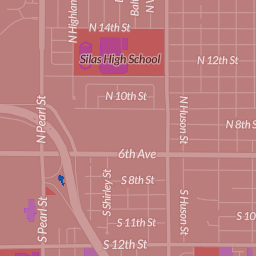 N Highland
N 14th St
Silas High School
N 12th St
N 10th St
N Pearl St
N Huson St
N 8th
6th Ave
S 8th St
S Shirley St
S Huson St
S Pearl St
S 11th St
S 10
S 12th St